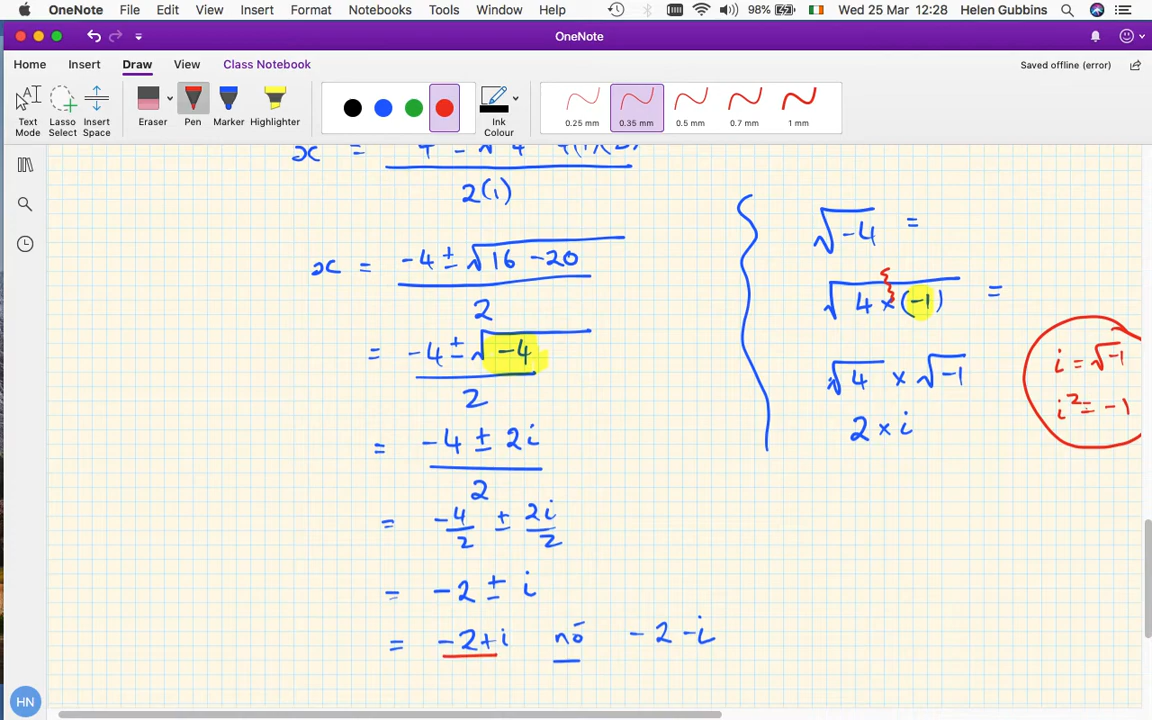 OneNote File Edit View Insert Format Notebooks Tools Window Help 98% Wed 25 Mar 12:28 Helen Gubbins
OneNote
Home Insert Draw View Class Notebook Saved offline (error)
Text Mode
Lasso Select
Insert Space
Eraser
Pen
Marker
Highlighter
Ink Colour
0.25 mm 0.35 mm 0.5 mm 0.7 mm 1 mm
x =
2(1)
x = (-4 ± √(16 -20)) / 2
= (-4 ± √-4) / 2
= (-4 ± 2i) / 2
= -4/2 ± 2i/2
= -2 ± i
= -2+i nó -2-i
√-4 =
√4 × (-1) =
√4 × √-1
2 × i
i = √-1
i² = -1
HN